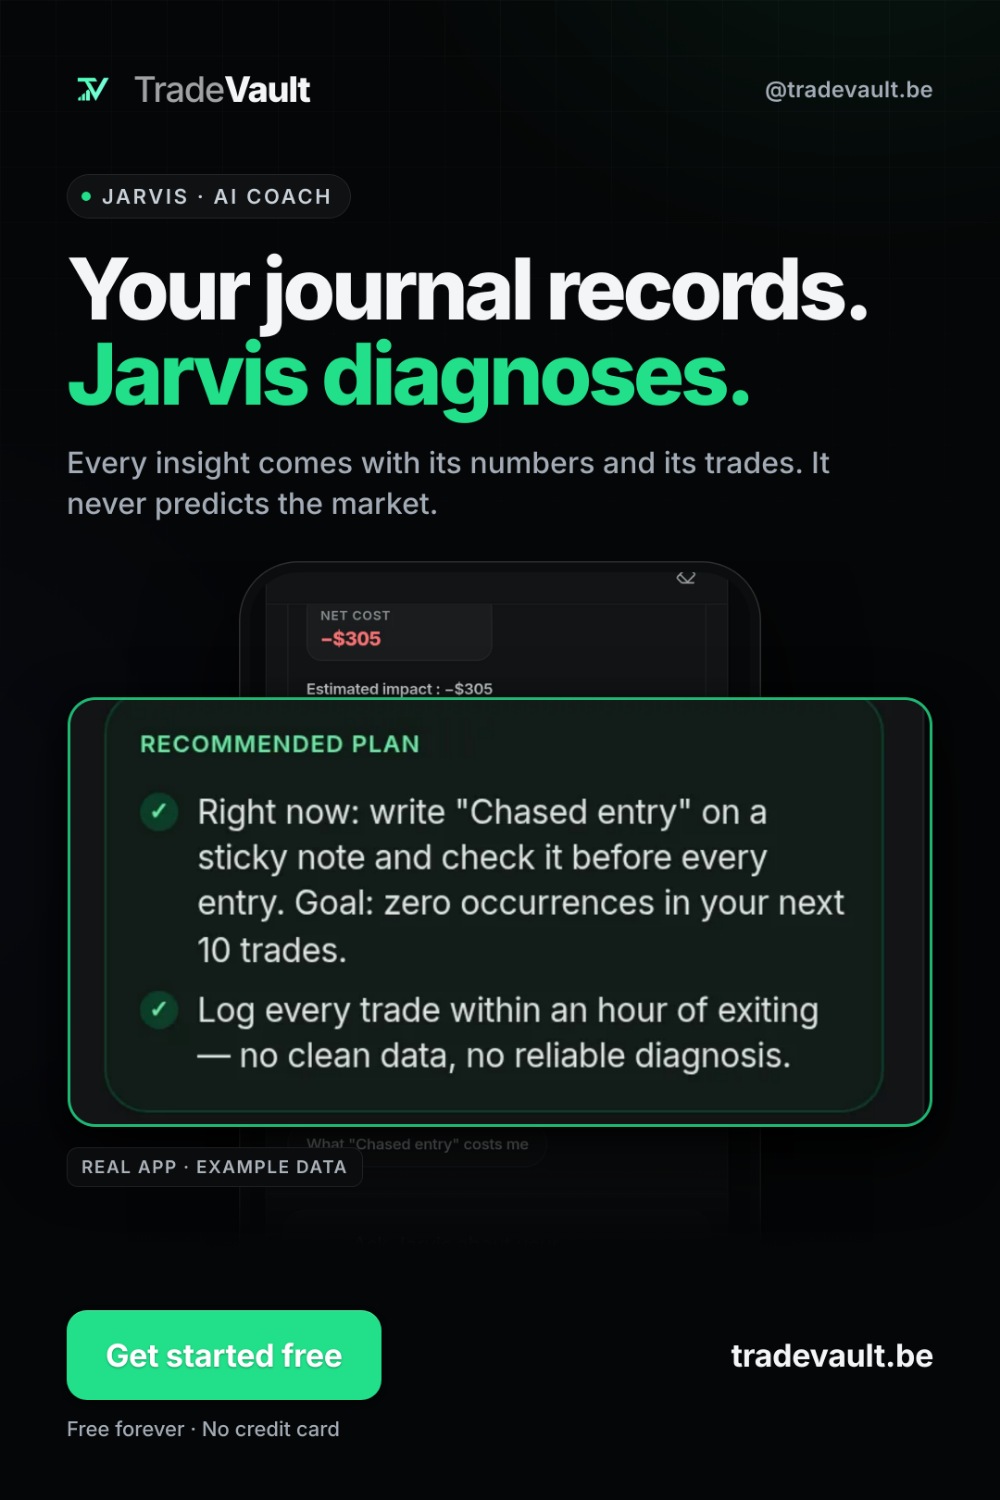 TradeVault
@tradevault.be
JARVIS · AI COACH
Your journal records.
Jarvis diagnoses.
Every insight comes with its numbers and its trades. It
never predicts the market.
NET COST
–$305
Estimated impact : –$305
RECOMMENDED PLAN
Right now: write "Chased entry" on a
sticky note and check it before every
entry. Goal: zero occurrences in your next
10 trades.
Log every trade within an hour of exiting
— no clean data, no reliable diagnosis.
What "Chased entry" costs me
REAL APP · EXAMPLE DATA
Get started free
tradevault.be
Free forever · No credit card